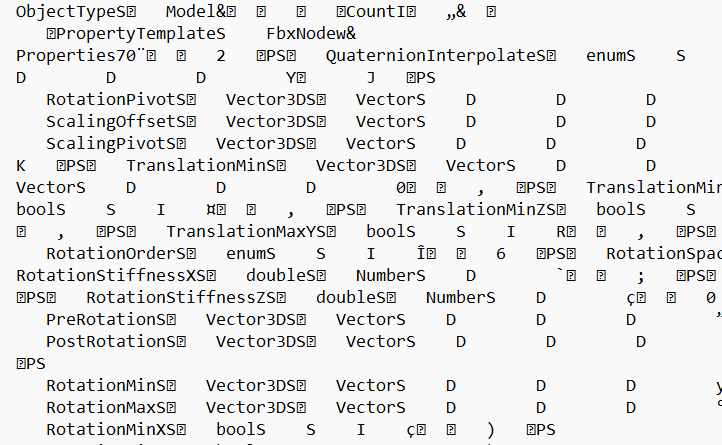 ObjectTypeS⍰   Model&⍰  ⍰  ⍰   ⍰CountI⍰   „&  ⍰
   ⍰PropertyTemplateS    FbxNodew&
Properties70¨⍰  ⍰   2   ⍰PS⍰   QuaternionInterpolateS⍰   enumS    S
D        D        D        Y⍰      J   ⍰PS
   RotationPivotS⍰   Vector3DS⍰   VectorS    D        D        D
   ScalingOffsetS⍰   Vector3DS⍰   VectorS    D        D        D
   ScalingPivotS⍰   Vector3DS⍰   VectorS    D        D        D
K   ⍰PS⍰   TranslationMinS⍰   Vector3DS⍰   VectorS    D        D
VectorS    D        D        D        0⍰  ⍰  ,   ⍰PS⍰   TranslationMin
boolS    S    I    ¤⍰  ⍰   ,   ⍰PS⍰   TranslationMinZS⍰   boolS    S
⍰   ,   ⍰PS⍰   TranslationMaxYS⍰   boolS    S    I    R⍰  ⍰   ,   ⍰PS⍰
   RotationOrderS⍰   enumS    S    I    Î⍰  ⍰   6   ⍰PS⍰   RotationSpac
RotationStiffnessXS⍰   doubleS⍰   NumberS    D        `⍰  ⍰   ;   ⍰PS⍰
⍰PS⍰   RotationStiffnessZS⍰   doubleS⍰   NumberS    D        ç⍰  ⍰   0
   PreRotationS⍰   Vector3DS⍰   VectorS    D        D        D        "
   PostRotationS⍰   Vector3DS⍰   VectorS    D        D        D
⍰PS
   RotationMinS⍰   Vector3DS⍰   VectorS    D        D        D        y
   RotationMaxS⍰   Vector3DS⍰   VectorS    D        D        D
   RotationMinXS⍰   boolS    S    I    ç⍰  ⍰   )   ⍰PS